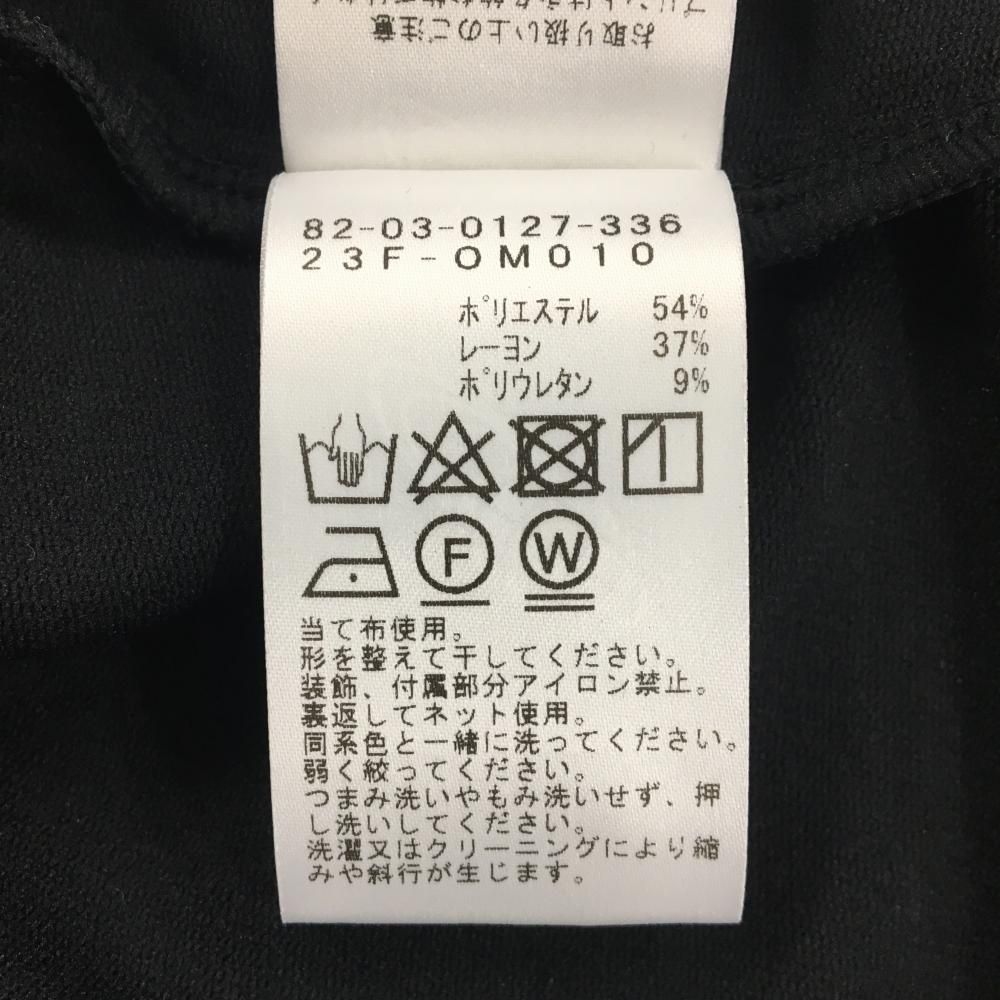 お取り扱い上のご注意
82-03-0127-336
23F-OM010
ポリエステル 54%
レーヨン 37%
ポリウレタン 9%
F
W
当て布使用。
形を整えて干してください。
装飾、付属部分アイロン禁止。
裏返してネット使用。
同系色と一緒に洗ってください。
弱く絞ってください。
つまみ洗いやもみ洗いせず、押
し洗いしてください。
洗濯又はクリーニングにより縮
みや斜行が生じます。